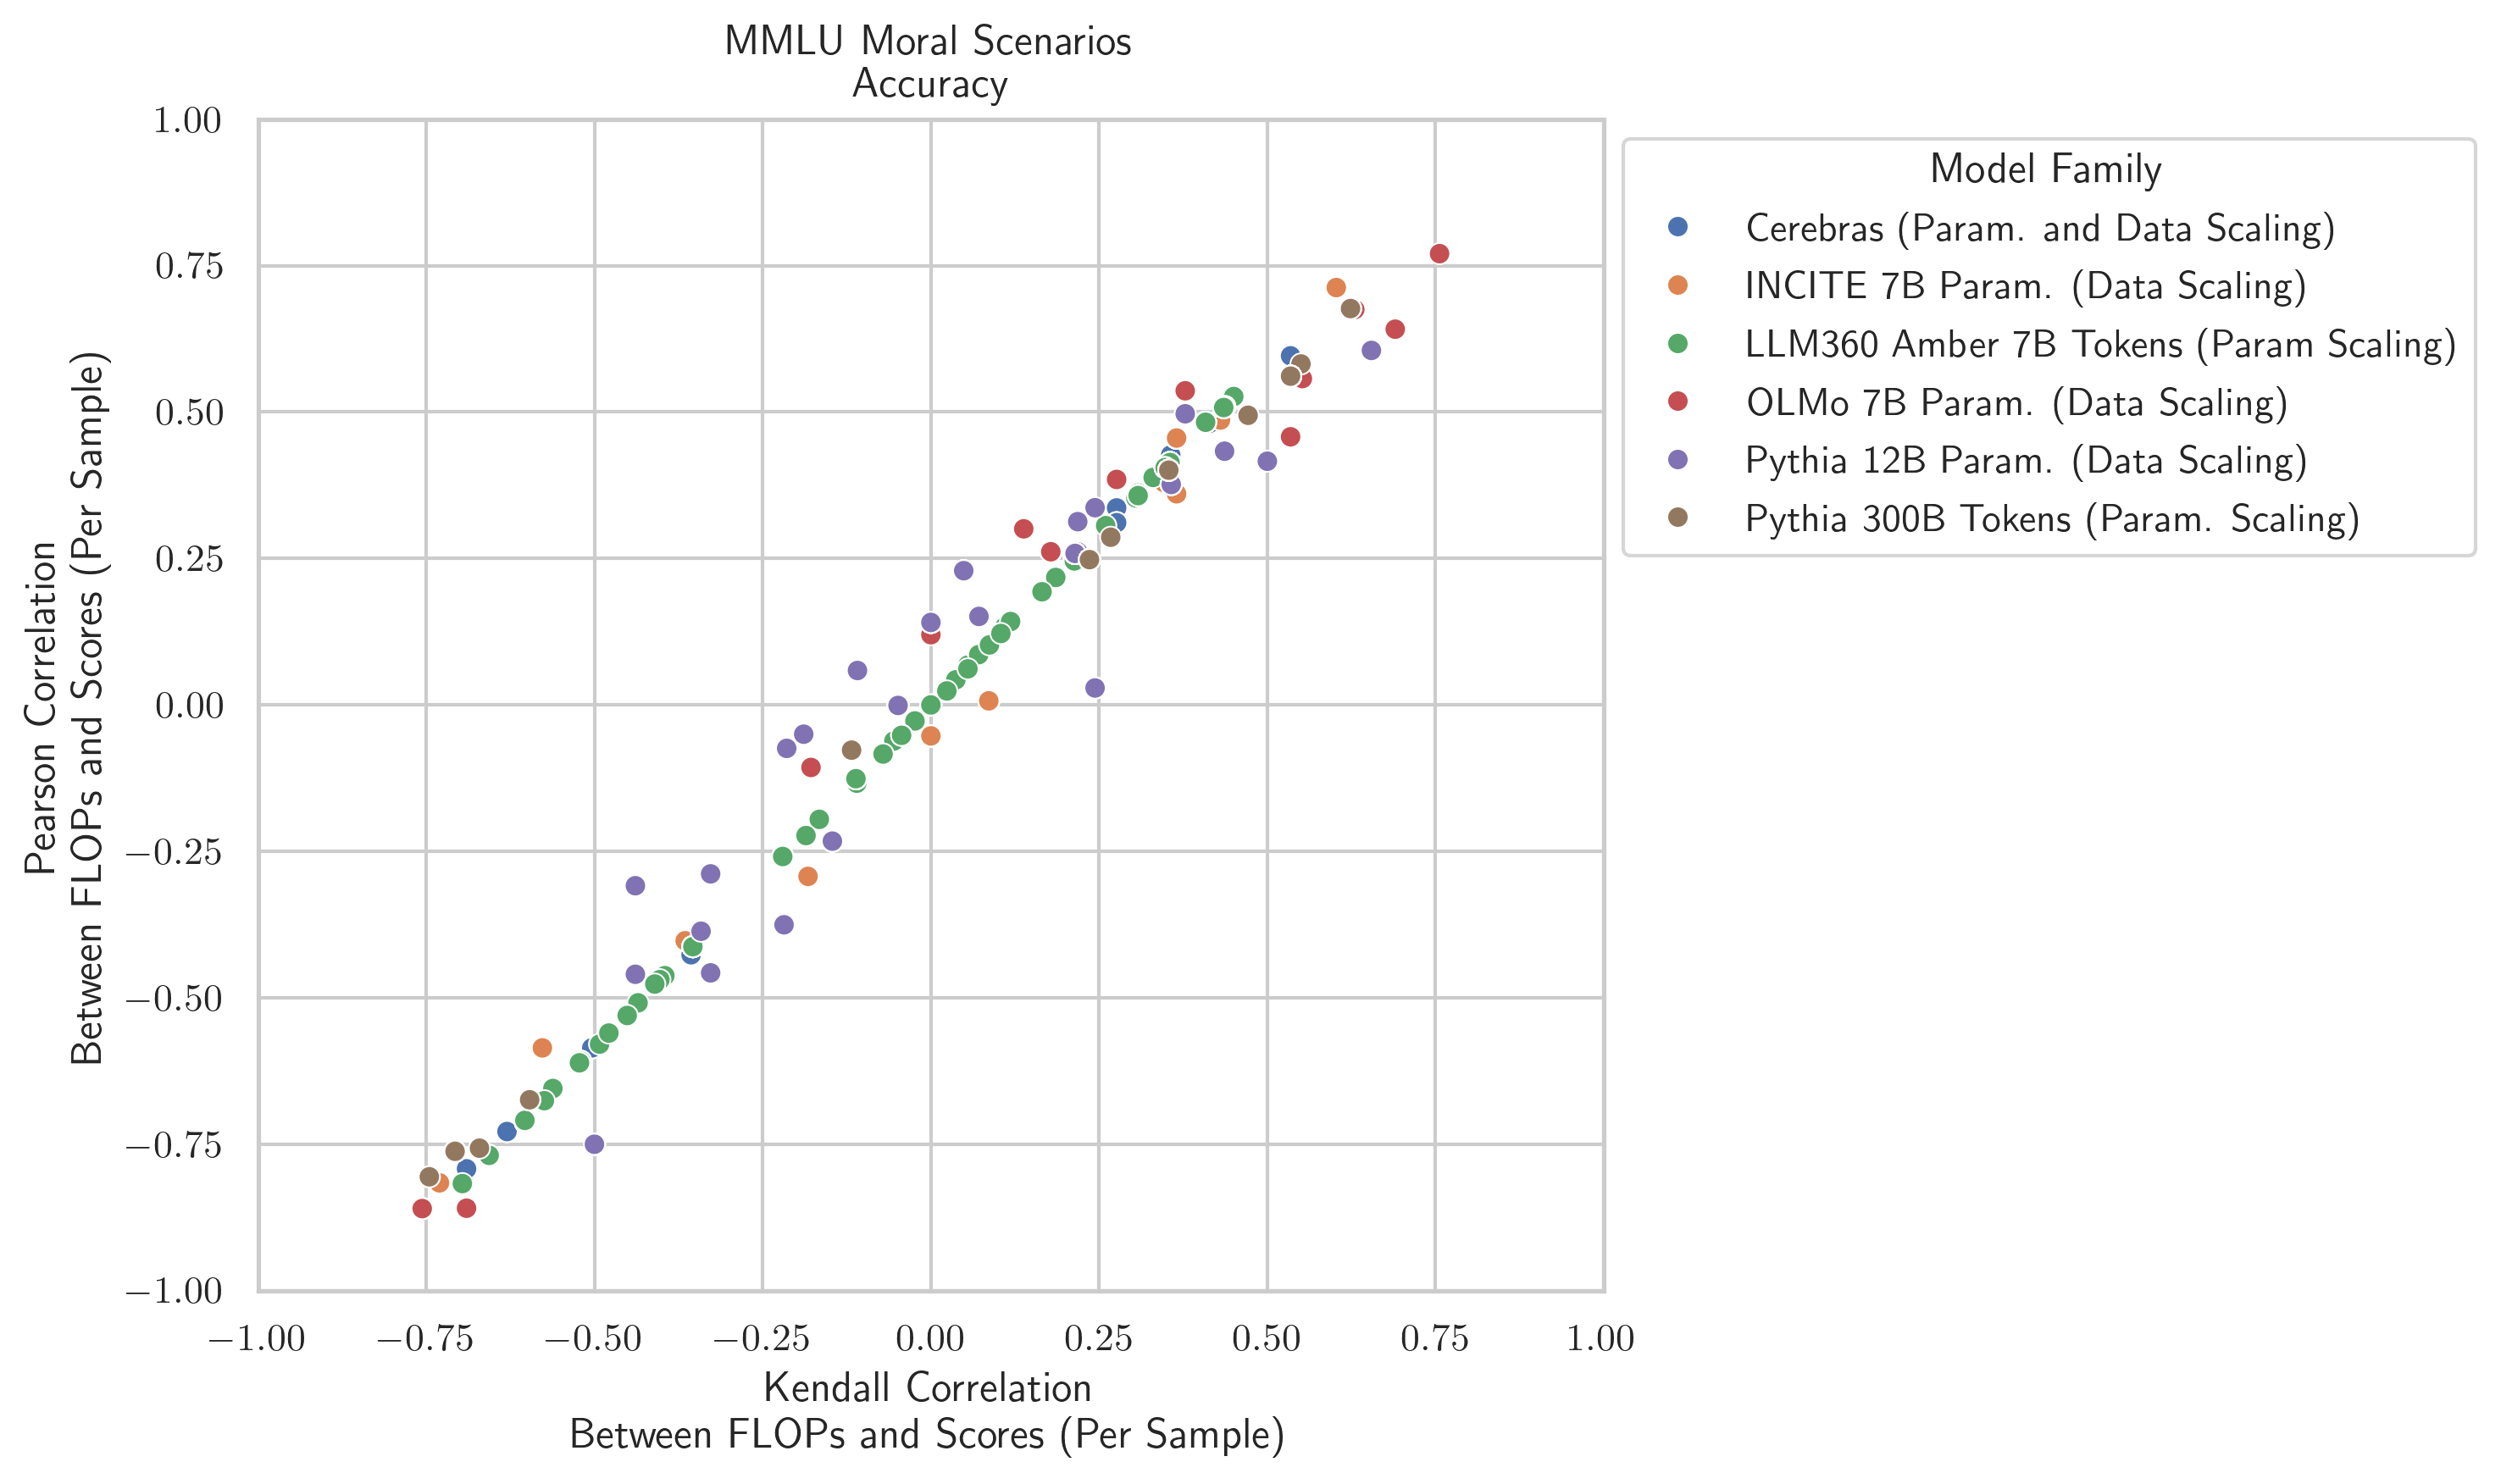 MMLU Moral Scenarios
Accuracy
1.00
0.75
0.50
0.25
0.00
−0.25
−0.50
−0.75
−1.00
Pearson Correlation
Between FLOPs and Scores (Per Sample)
−1.00 −0.75 −0.50 −0.25 0.00 0.25 0.50 0.75 1.00
Kendall Correlation
Between FLOPs and Scores (Per Sample)
Model Family
Cerebras (Param. and Data Scaling)
INCITE 7B Param. (Data Scaling)
LLM360 Amber 7B Tokens (Param Scaling)
OLMo 7B Param. (Data Scaling)
Pythia 12B Param. (Data Scaling)
Pythia 300B Tokens (Param. Scaling)